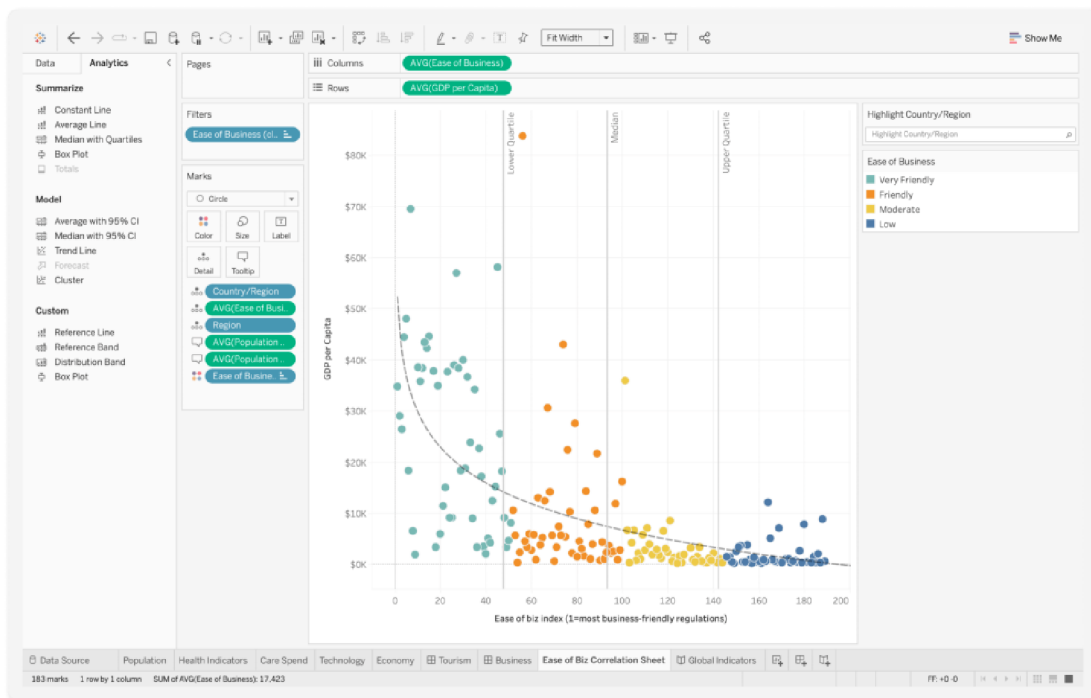 Fit Width
Show Me
Data
Analytics
Pages
Columns
AVG(Ease of Business)
Rows
AVG(GDP per Capita)
Summarize
Constant Line
Average Line
Median with Quartiles
Box Plot
Totals
Model
Average with 95% CI
Median with 95% CI
Trend Line
Forecast
Cluster
Custom
Reference Line
Reference Band
Distribution Band
Box Plot
Filters
Ease of Business (cl..
Marks
Circle
Color
Size
Label
Detail
Tooltip
Country/Region
AVG(Ease of Busi..
Region
AVG(Population ..
AVG(Population ..
Ease of Busine..
Lower Quartile
Median
Upper Quartile
$80K
$70K
$60K
$50K
$40K
$30K
$20K
$10K
$0K
GDP per Capita
0 20 40 60 80 100 120 140 160 180 200
Ease of biz index (1=most business-friendly regulations)
Highlight Country/Region
Highlight Country/Region
Ease of Business
Very Friendly
Friendly
Moderate
Low
Data Source
Population
Health Indicators
Care Spend
Technology
Economy
Tourism
Business
Ease of Biz Correlation Sheet
Global Indicators
183 marks 1 row by 1 column SUM of AVG(Ease of Business): 17,423
FF: +0 -0